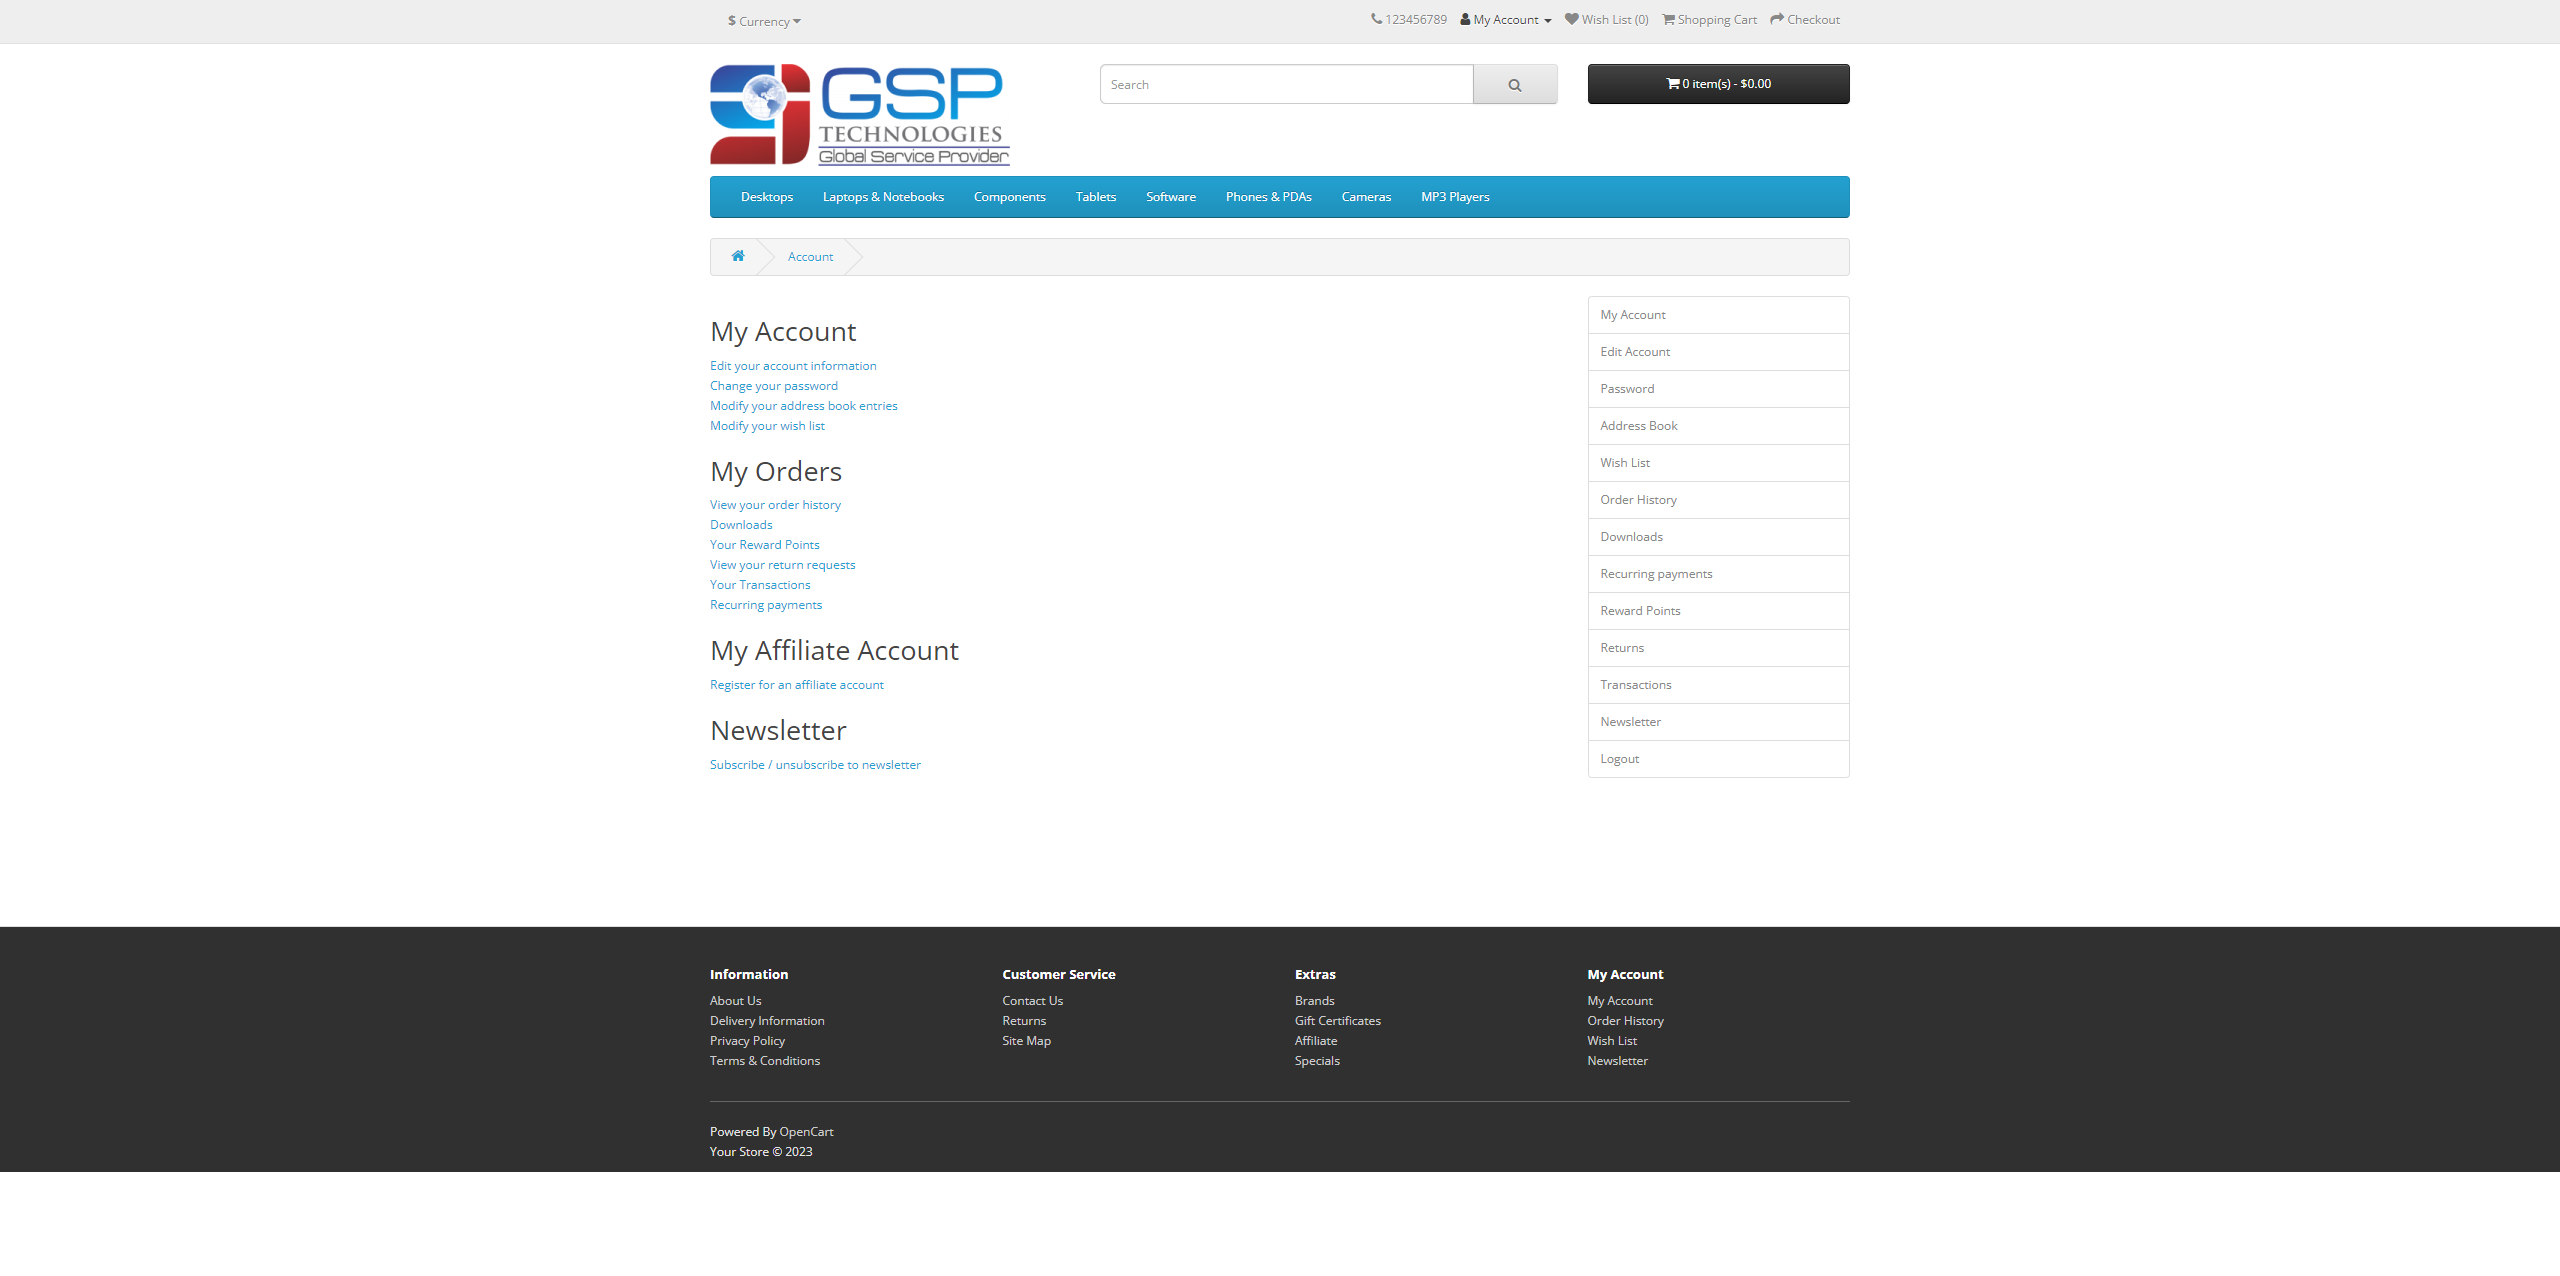 $ Currency
123456789 My Account Wish List (0) Shopping Cart Checkout
GSP
TECHNOLOGIES
Global Service Provider
Search
0 item(s) - $0.00
Desktops Laptops & Notebooks Components Tablets Software Phones & PDAs Cameras MP3 Players
Account
My Account
Edit your account information
Change your password
Modify your address book entries
Modify your wish list
My Orders
View your order history
Downloads
Your Reward Points
View your return requests
Your Transactions
Recurring payments
My Affiliate Account
Register for an affiliate account
Newsletter
Subscribe / unsubscribe to newsletter
My Account
Edit Account
Password
Address Book
Wish List
Order History
Downloads
Recurring payments
Reward Points
Returns
Transactions
Newsletter
Logout
Information
About Us
Delivery Information
Privacy Policy
Terms & Conditions
Customer Service
Contact Us
Returns
Site Map
Extras
Brands
Gift Certificates
Affiliate
Specials
My Account
My Account
Order History
Wish List
Newsletter
Powered By OpenCart
Your Store © 2023